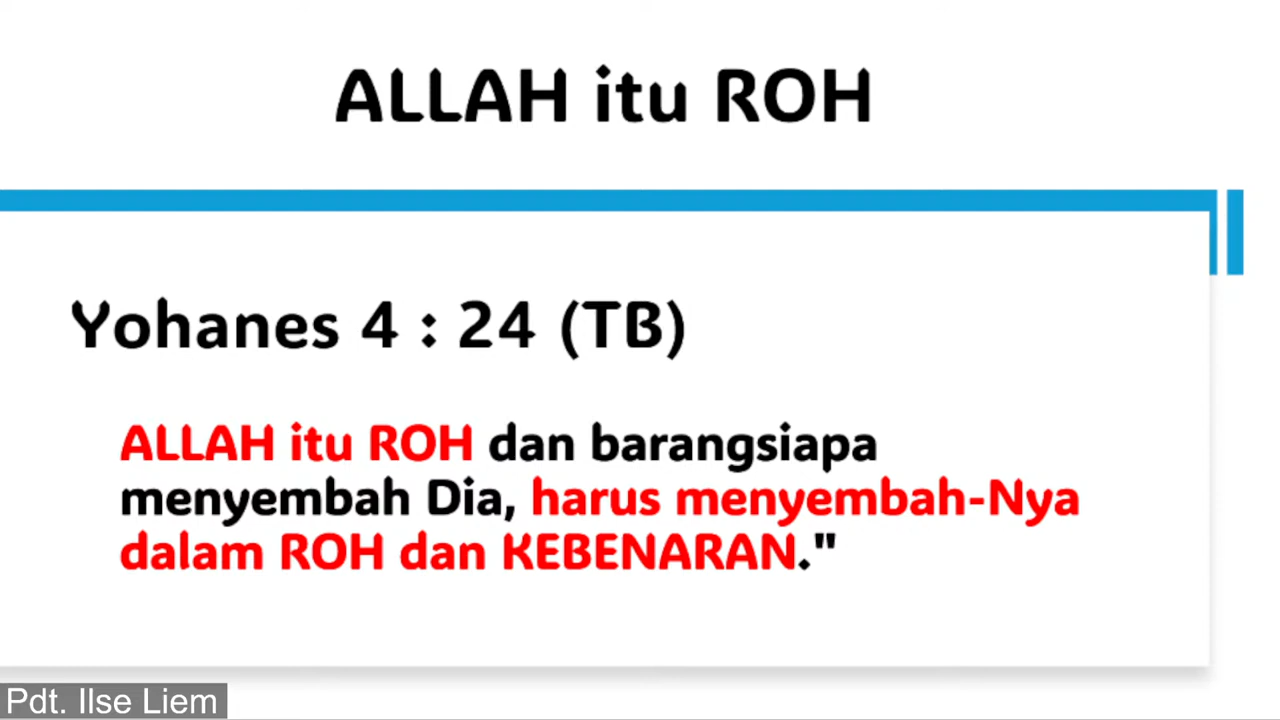 ALLAH itu ROH
Yohanes 4 : 24 (TB)
ALLAH itu ROH dan barangsiapa
menyembah Dia, harus menyembah-Nya
dalam ROH dan KEBENARAN."
Pdt. Ilse Liem